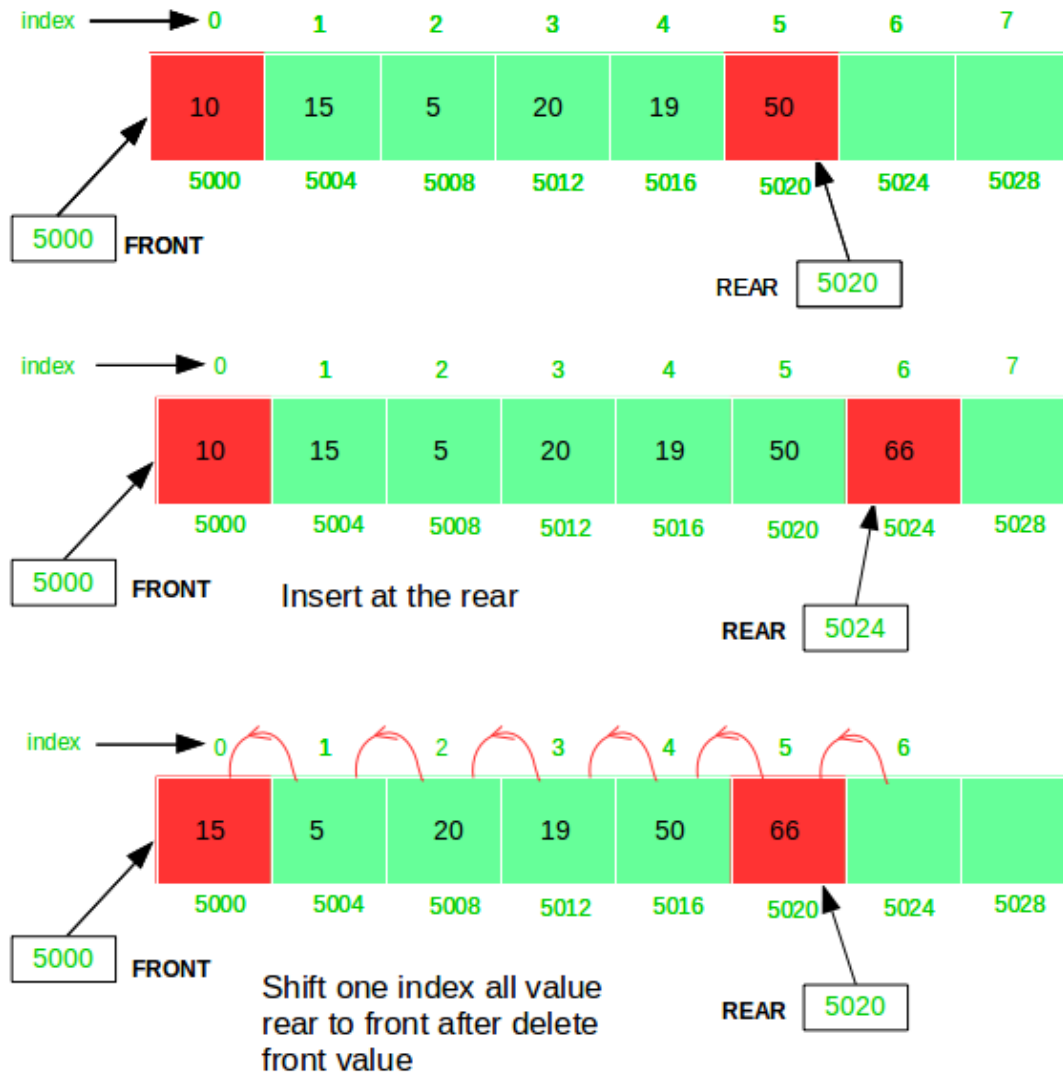 index 0 1 2 3 4 5 6 7
10 15 5 20 19 50
5000 5004 5008 5012 5016 5020 5024 5028
5000 FRONT
REAR 5020
index 0 1 2 3 4 5 6 7
10 15 5 20 19 50 66
5000 5004 5008 5012 5016 5020 5024 5028
5000 FRONT Insert at the rear
REAR 5024
index 0 1 2 3 4 5 6
15 5 20 19 50 66
5000 5004 5008 5012 5016 5020 5024 5028
5000 FRONT
Shift one index all value
REAR 5020
rear to front after delete
front value